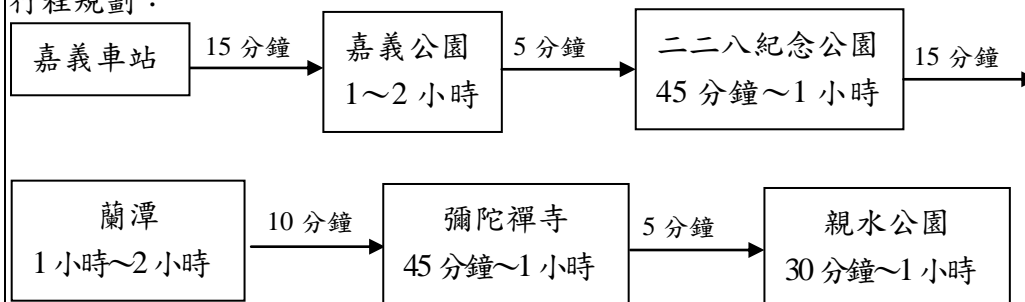 行程規劃：
嘉義車站
15 分鐘
嘉義公園
1～2 小時
5 分鐘
二二八紀念公園
45 分鐘～1 小時
15 分鐘
蘭潭
1 小時～2 小時
10 分鐘
彌陀禪寺
45 分鐘～1 小時
5 分鐘
親水公園
30 分鐘～1 小時